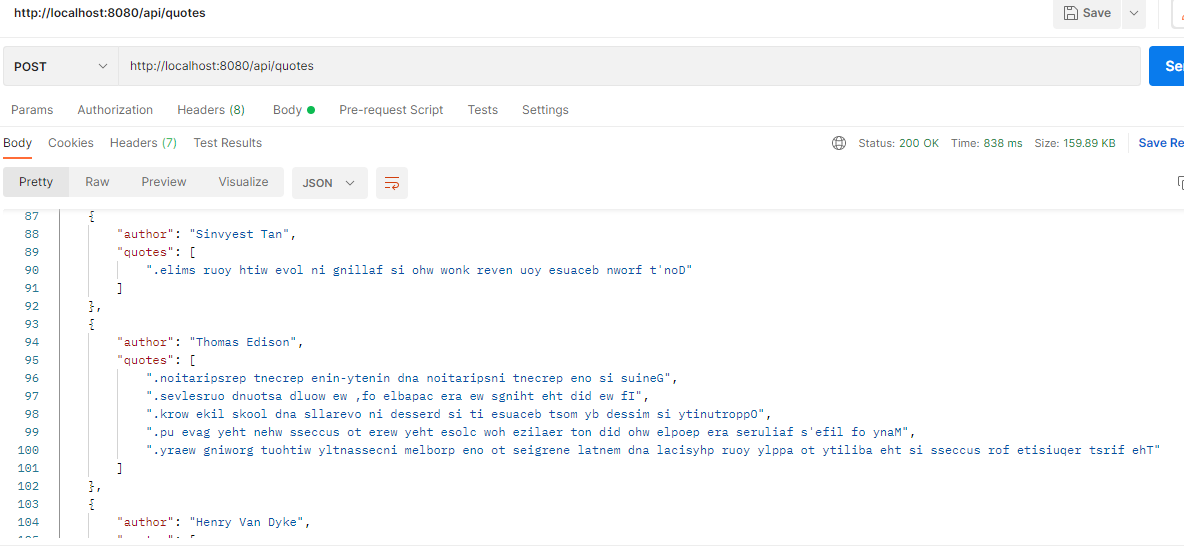 http://localhost:8080/api/quotes
Save
POST
http://localhost:8080/api/quotes
Params Authorization Headers (8) Body Pre-request Script Tests Settings
Body Cookies Headers (7) Test Results Status: 200 OK Time: 838 ms Size: 159.89 KB
Pretty Raw Preview Visualize JSON
87 {
88 "author": "Sinvyest Tan",
89 "quotes": [
90 ".elims ruoy htiw evol ni gnillaf si ohw wonk reven uoy esuaceb nworf t'noD"
91 ]
92 },
93 {
94 "author": "Thomas Edison",
95 "quotes": [
96 ".noitaripsrep tnecrep enin-ytenin dna noitaripsni tnecrep eno si suineG",
97 ".sevlesruo dnuotsa dluow ew ,fo elbapac era ew sgniht eht did ew fI",
98 ".krow ekil skool dna sllarevo ni desserd si ti esuaceb tsom yb dessim si ytinutroppO",
99 ".pu evag yeht nehw sseccus ot erew yeht esolc woh ezilaer ton did ohw elpoep era seruliaf s'efil fo ynaM",
100 ".yraew gniworg tuohtiw yltnassecni melborp eno ot seigrene latnem dna lacisyhp ruoy ylppa ot ytiliba eht si sseccus rof etisiuqer tsrif ehT"
101 ]
102 },
103 {
104 "author": "Henry Van Dyke",